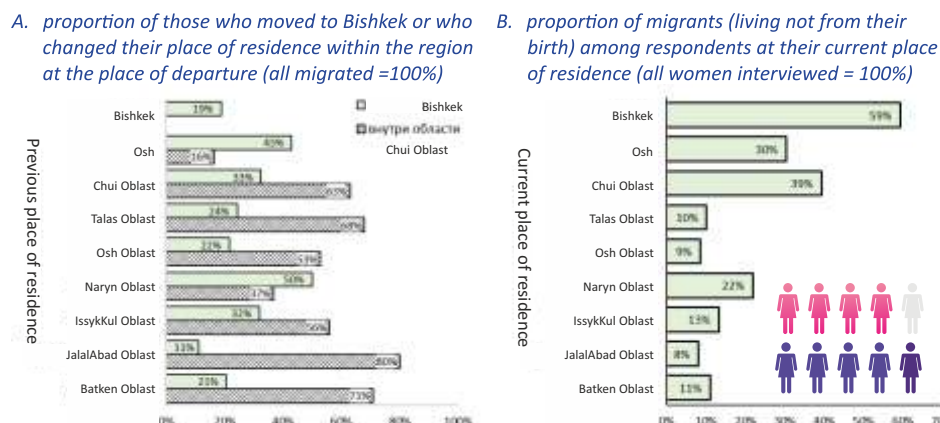 A. proportion of those who moved to Bishkek or who
changed their place of residence within the region
at the place of departure (all migrated =100%)
Bishkek
внутри области
Chui Oblast
Previous place of residence
Bishkek 19%
Osh
16%
Chui Oblast 33%
63%
Talas Oblast 24%
68%
Osh Oblast 22%
53%
Naryn Oblast 50%
37%
IssykKul Oblast 32%
56%
JalalAbad Oblast 11%
80%
Batken Oblast 21%
71%
0% 20% 40% 60% 80% 100%
B. proportion of migrants (living not from their
birth) among respondents at their current place
of residence (all women interviewed = 100%)
Current place of residence
Bishkek 59%
Osh 30%
Chui Oblast 39%
Talas Oblast 10%
Osh Oblast 9%
Naryn Oblast 22%
IssykKul Oblast 13%
JalalAbad Oblast 8%
Batken Oblast 11%
0% 10% 20% 30% 40% 50% 60%